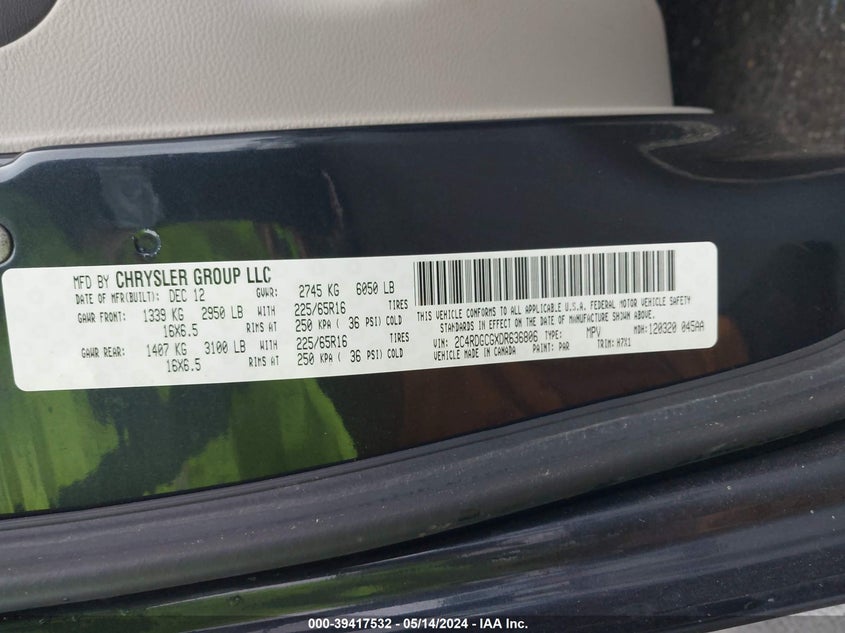 MFD BY CHRYSLER GROUP LLC
DATE OF MFR(BUILT): DEC 12 GVWR: 2745 KG 6050 LB
GAWR FRONT: 1339 KG 2950 LB WITH 225/65R16 TIRES
16X6.5 RIMS AT 250 KPA ( 36 PSI) COLD
GAWR REAR: 1407 KG 3100 LB WITH 225/65R16 TIRES
16X6.5 RIMS AT 250 KPA ( 36 PSI) COLD
THIS VEHICLE CONFORMS TO ALL APPLICABLE U.S.A. FEDERAL MOTOR VEHICLE SAFETY
STANDARDS IN EFFECT ON THE DATE OF MANUFACTURE SHOWN ABOVE.
VIN: 2C4RDGCGXDR636806 TYPE: MPV MDH: 120320 045AA
VEHICLE MADE IN CANADA PAINT: PAR TRIM: H7X1
000-39417532 - 05/14/2024 - IAAI.COM